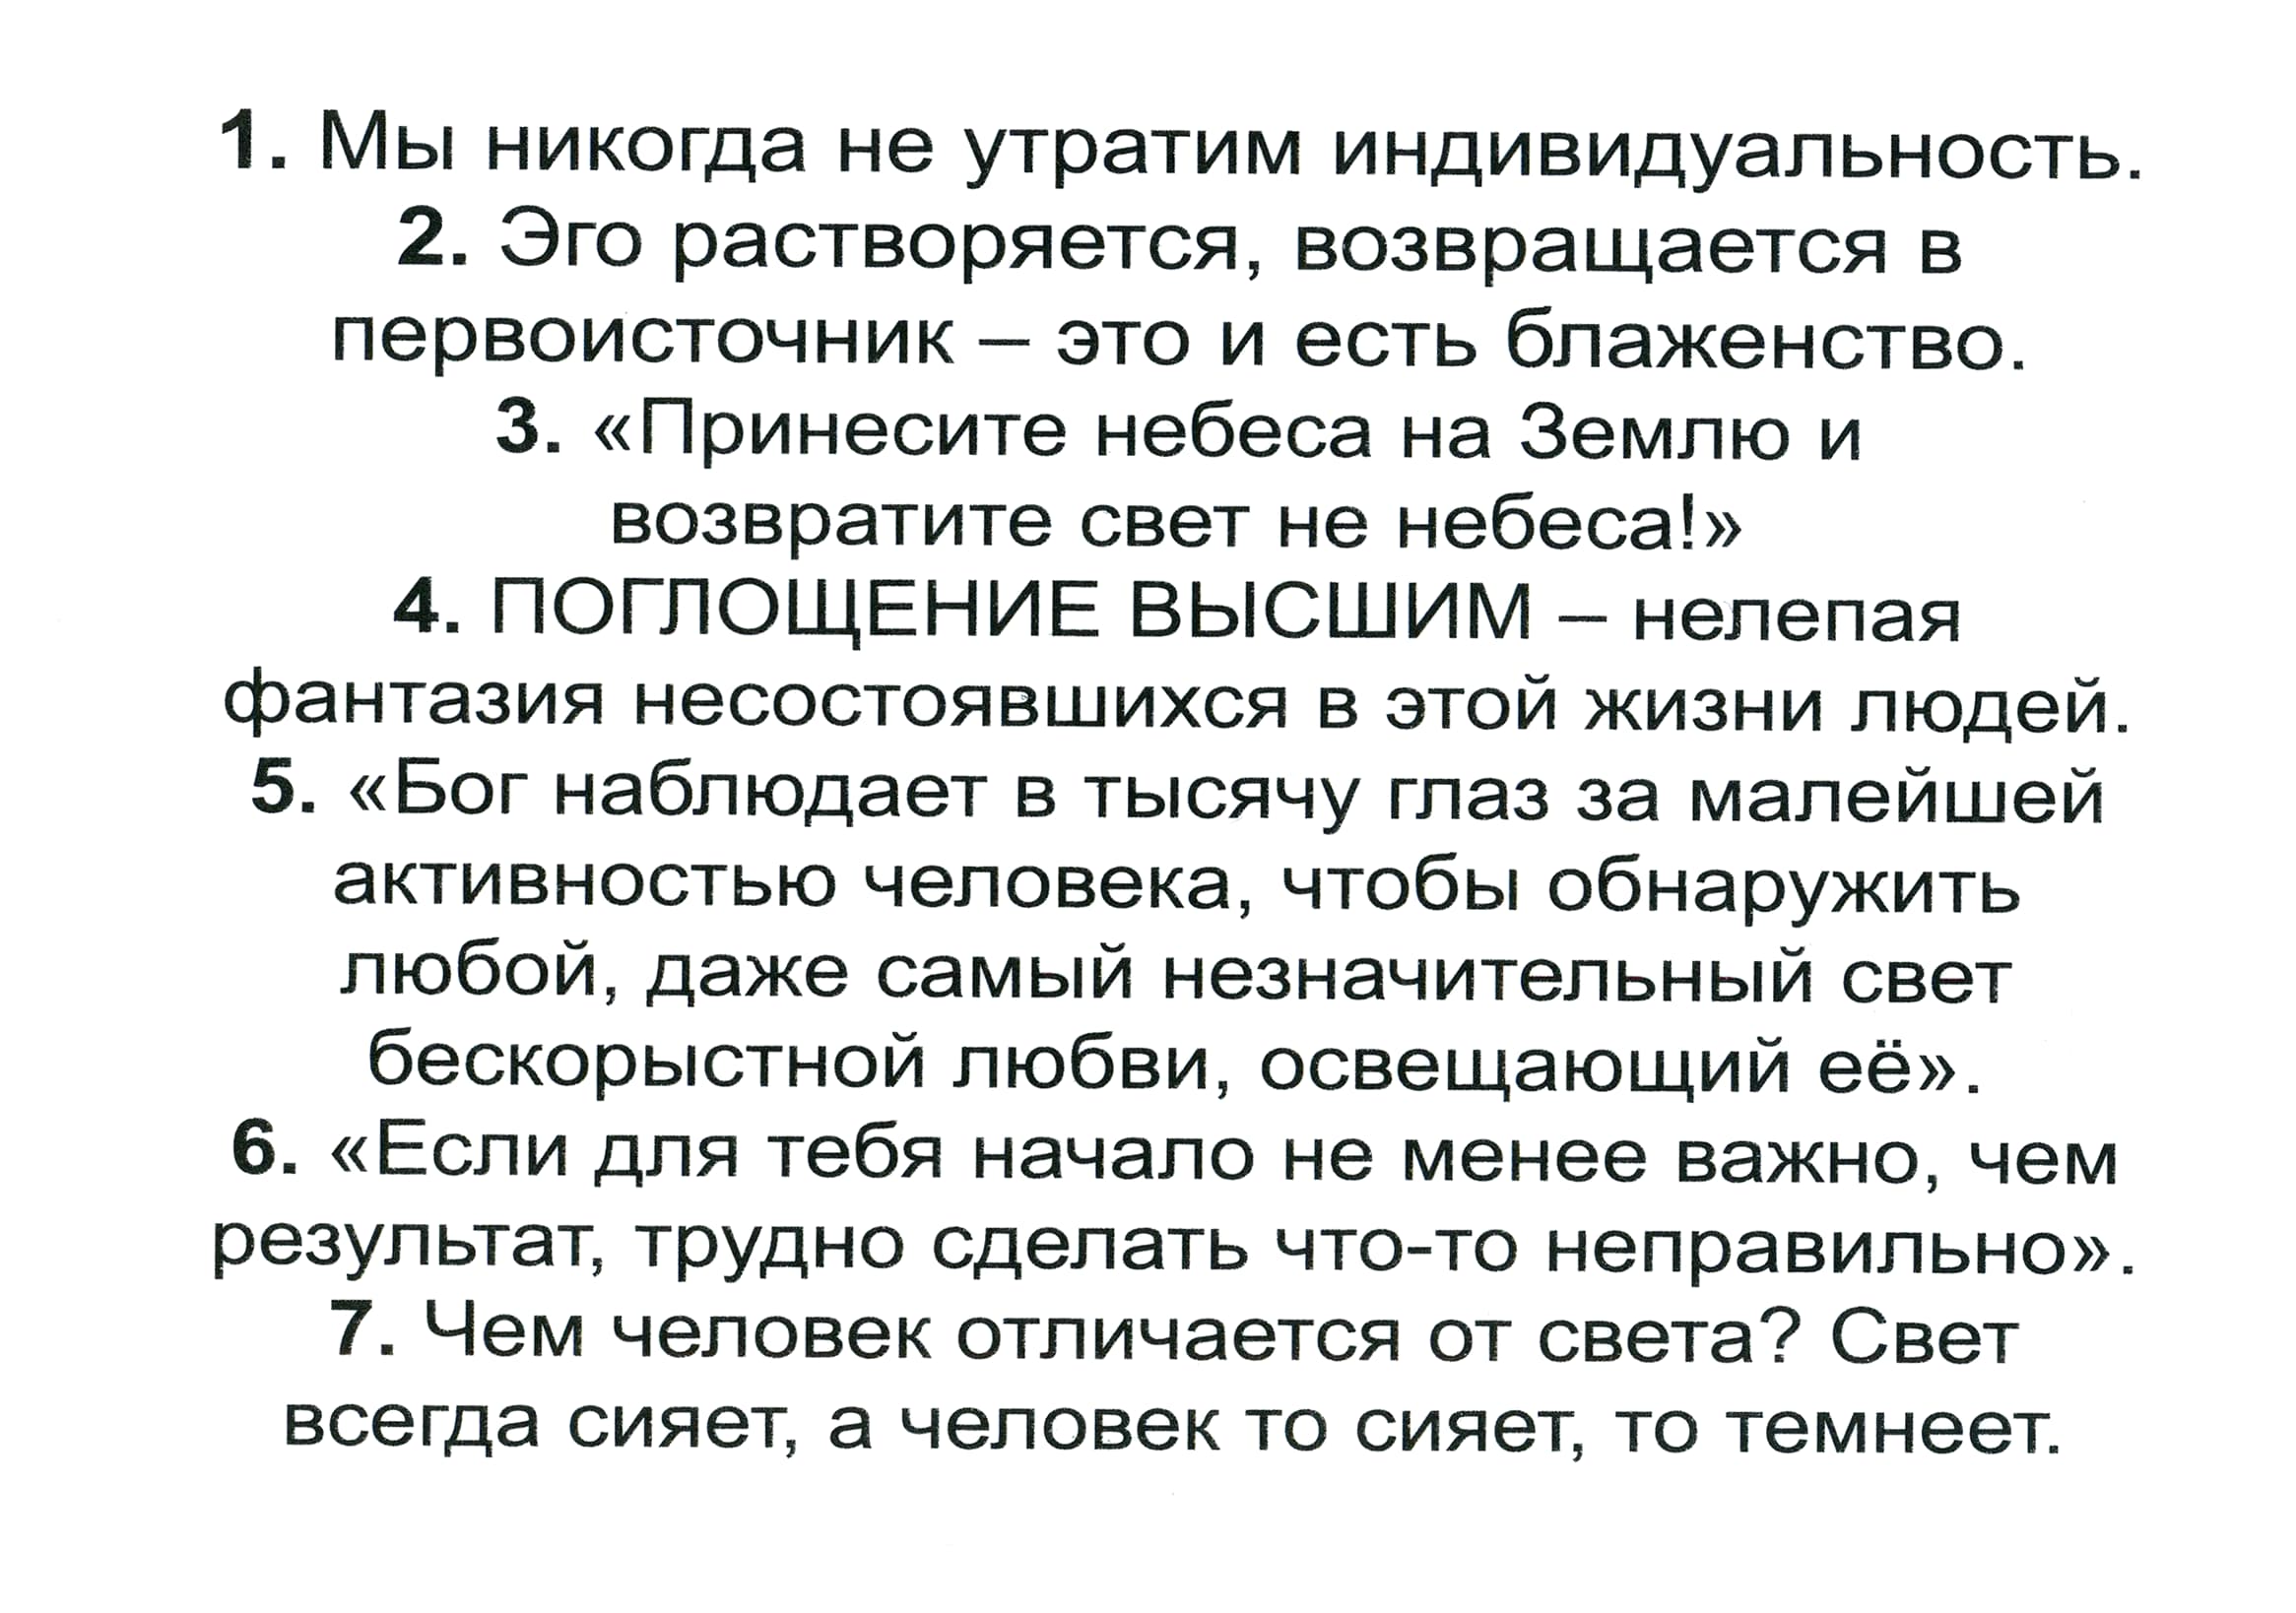 1. Мы никогда не утратим индивидуальность.
2. Эго растворяется, возвращается в
первоисточник – это и есть блаженство.
3. «Принесите небеса на Землю и
возвратите свет не небеса!»
4. ПОГЛОЩЕНИЕ ВЫСШИМ – нелепая
фантазия несостоявшихся в этой жизни людей.
5. «Бог наблюдает в тысячу глаз за малейшей
активностью человека, чтобы обнаружить
любой, даже самый незначительный свет
бескорыстной любви, освещающий её».
6. «Если для тебя начало не менее важно, чем
результат, трудно сделать что-то неправильно».
7. Чем человек отличается от света? Свет
всегда сияет, а человек то сияет, то темнеет.